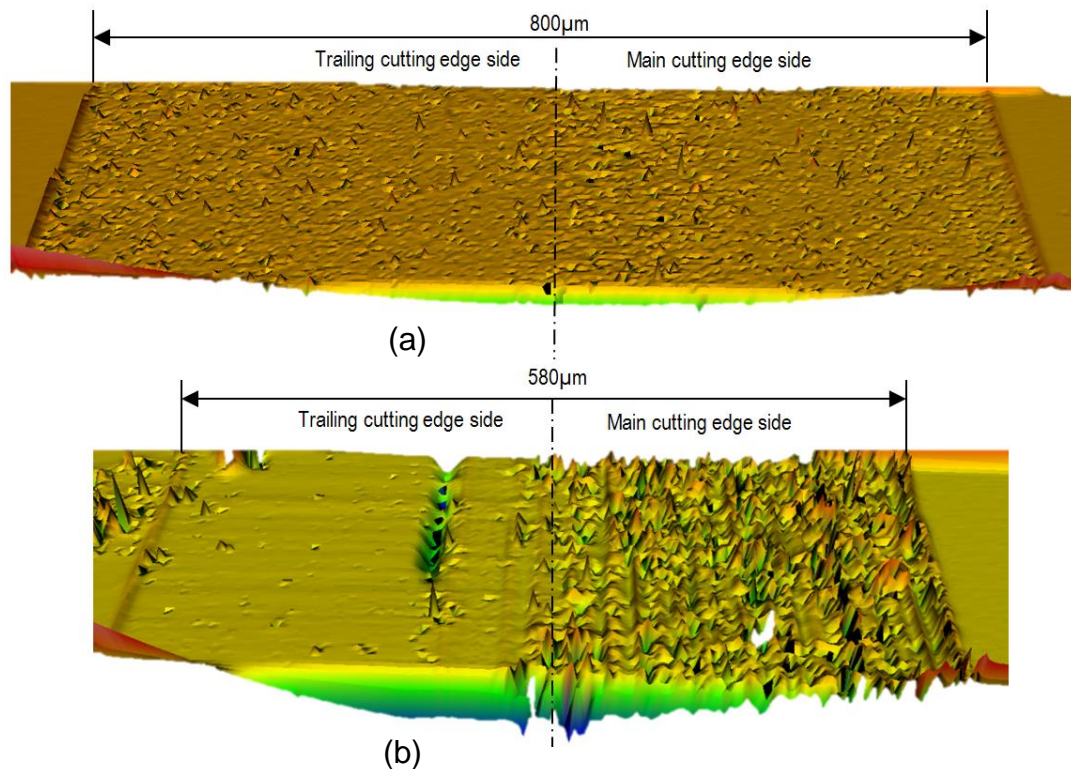 800µm
Trailing cutting edge side
Main cutting edge side
(a)
580µm
Trailing cutting edge side
Main cutting edge side
(b)